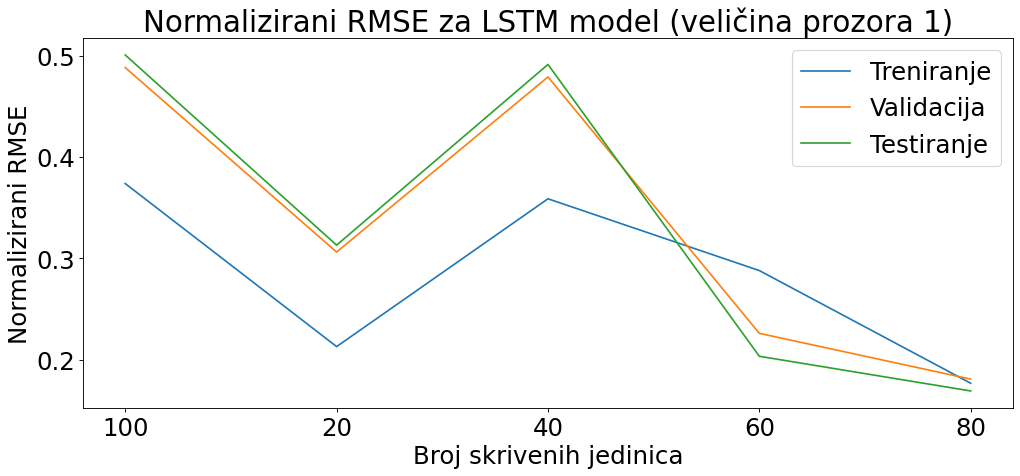 Normalizirani RMSE za LSTM model (veličina prozora 1)
Normalizirani RMSE
0.5
0.4
0.3
0.2
Treniranje
Validacija
Testiranje
100 20 40 60 80
Broj skrivenih jedinica